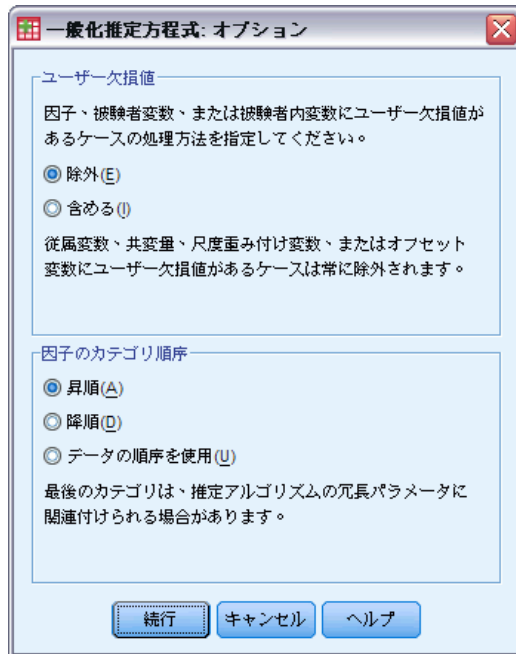 一般化推定方程式: オプション
ユーザー欠損値
因子、被験者変数、または被験者内変数にユーザー欠損値が
あるケースの処理方法を指定してください。
除外(E)
含める(I)
従属変数、共変量、尺度重み付け変数、またはオフセット
変数にユーザー欠損値があるケースは常に除外されます。
因子のカテゴリ順序
昇順(A)
降順(D)
データの順序を使用(U)
最後のカテゴリは、推定アルゴリズムの冗長パラメータに
関連付けられる場合があります。
続行
キャンセル
ヘルプ